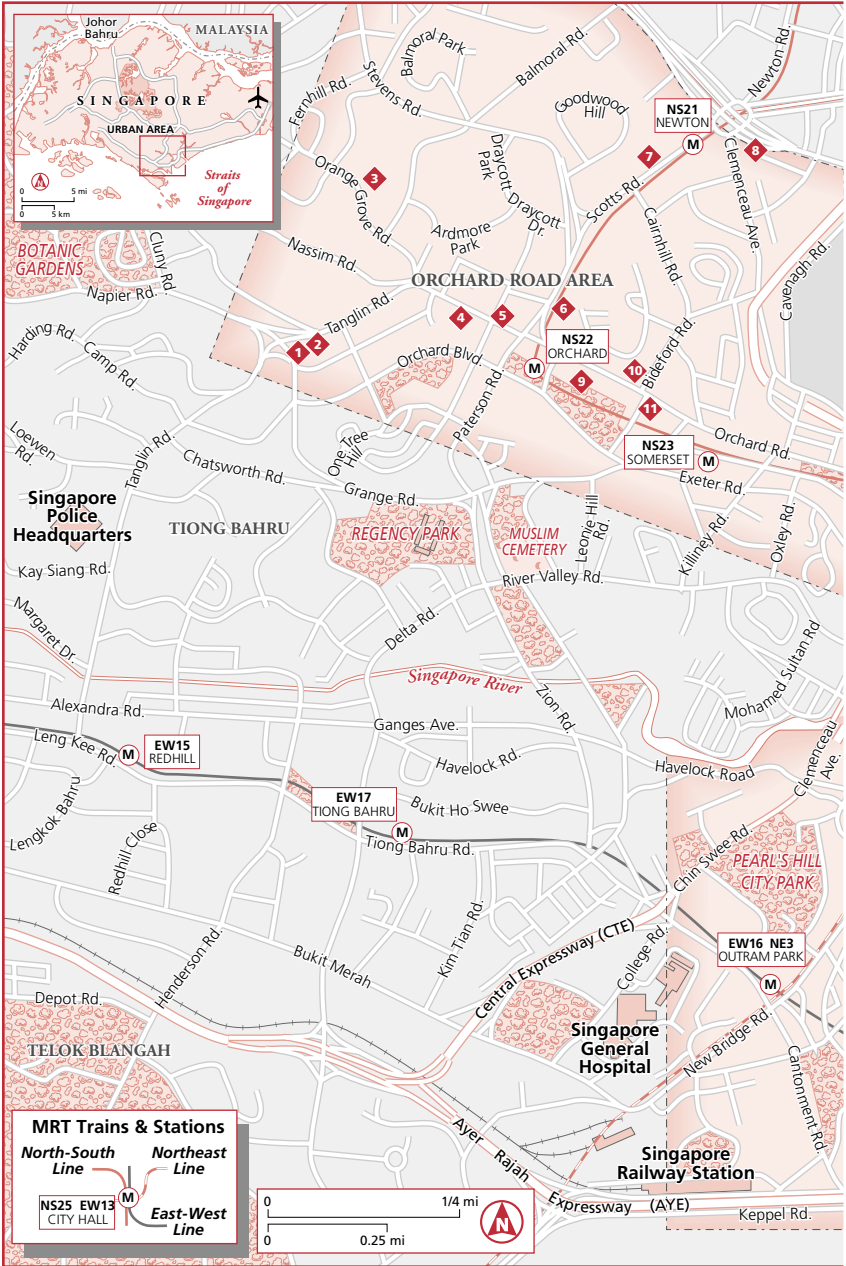 Johor
Bahru
MALAYSIA
SINGAPORE
URBAN AREA
Straits
of
Singapore
N
0 5 mi
0 5 km
Balmoral Park
Balmoral Rd.
Newton Rd.
Fernhill Rd.
Stevens Rd.
Goodwood
Hill
NS21
NEWTON
M
7
8
3
Orange Grove Rd.
Draycott
Park
Draycott
Dr.
Scotts Rd.
Clemenceau Ave.
Cairnhill Rd.
Ardmore
Park
Nassim Rd.
Cavenagh Rd.
BOTANIC
GARDENS
Cluny Rd.
Napier Rd.
ORCHARD ROAD AREA
Tanglin Rd.
1
2
4
5
6
NS22
ORCHARD
M
Bideford Rd.
Harding Rd.
Camp Rd.
Orchard Blvd.
9
10
11
Paterson Rd.
Orchard Rd.
NS23
SOMERSET
M
Exeter Rd.
Loewen
Rd.
Tanglin Rd.
One Tree
Hill
Chatsworth Rd.
Grange Rd.
Leonie Hill
Rd.
Killiney Rd.
Oxley Rd.
Singapore
Police
Headquarters
TIONG BAHRU
REGENCY PARK
MUSLIM
CEMETERY
Kay Siang Rd.
River Valley Rd.
Margaret Dr.
Delta Rd.
Mohamed Sultan Rd
Singapore River
Zion Rd.
Alexandra Rd.
Ganges Ave.
Leng Kee Rd.
M
EW15
REDHILL
Havelock Rd.
Havelock Road
Clemenceau
Ave.
Lengkok Bahru
EW17
TIONG BAHRU
M
Bukit Ho Swee
Redhill Close
Tiong Bahru Rd.
Chin Swee Rd.
PEARL'S HILL
CITY PARK
Henderson Rd.
Bukit Merah
Kim Tian Rd.
Central Expressway (CTE)
College Rd.
EW16 NE3
OUTRAM PARK
M
Depot Rd.
Singapore
General
Hospital
New Bridge Rd.
TELOK BLANGAH
Cantonment Rd.
Ayer Rajah Expressway (AYE)
Singapore
Railway Station
Keppel Rd.
MRT Trains & Stations
North-South
Line
Northeast
Line
NS25 EW13
CITY HALL
M
East-West
Line
0 1/4 mi
0 0.25 mi
N